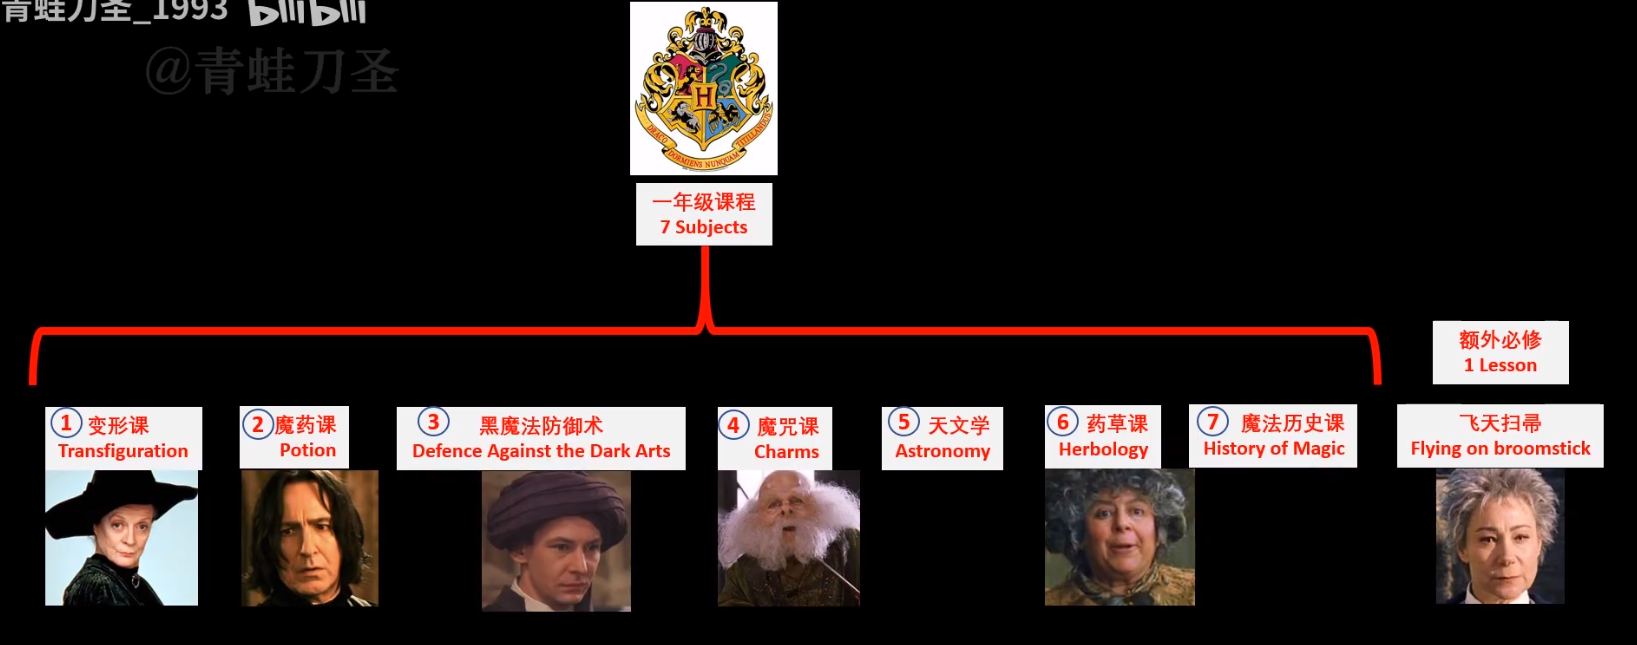 青蛙刀圣_1993 bilibili
@青蛙刀圣
H
DRACO DORMIENS NUNQUAM TITILLANDUS
一年级课程
7 Subjects
额外必修
1 Lesson
1 变形课
Transfiguration
2 魔药课
Potion
3 黑魔法防御术
Defence Against the Dark Arts
4 魔咒课
Charms
5 天文学
Astronomy
6 药草课
Herbology
7 魔法历史课
History of Magic
飞天扫帚
Flying on broomstick